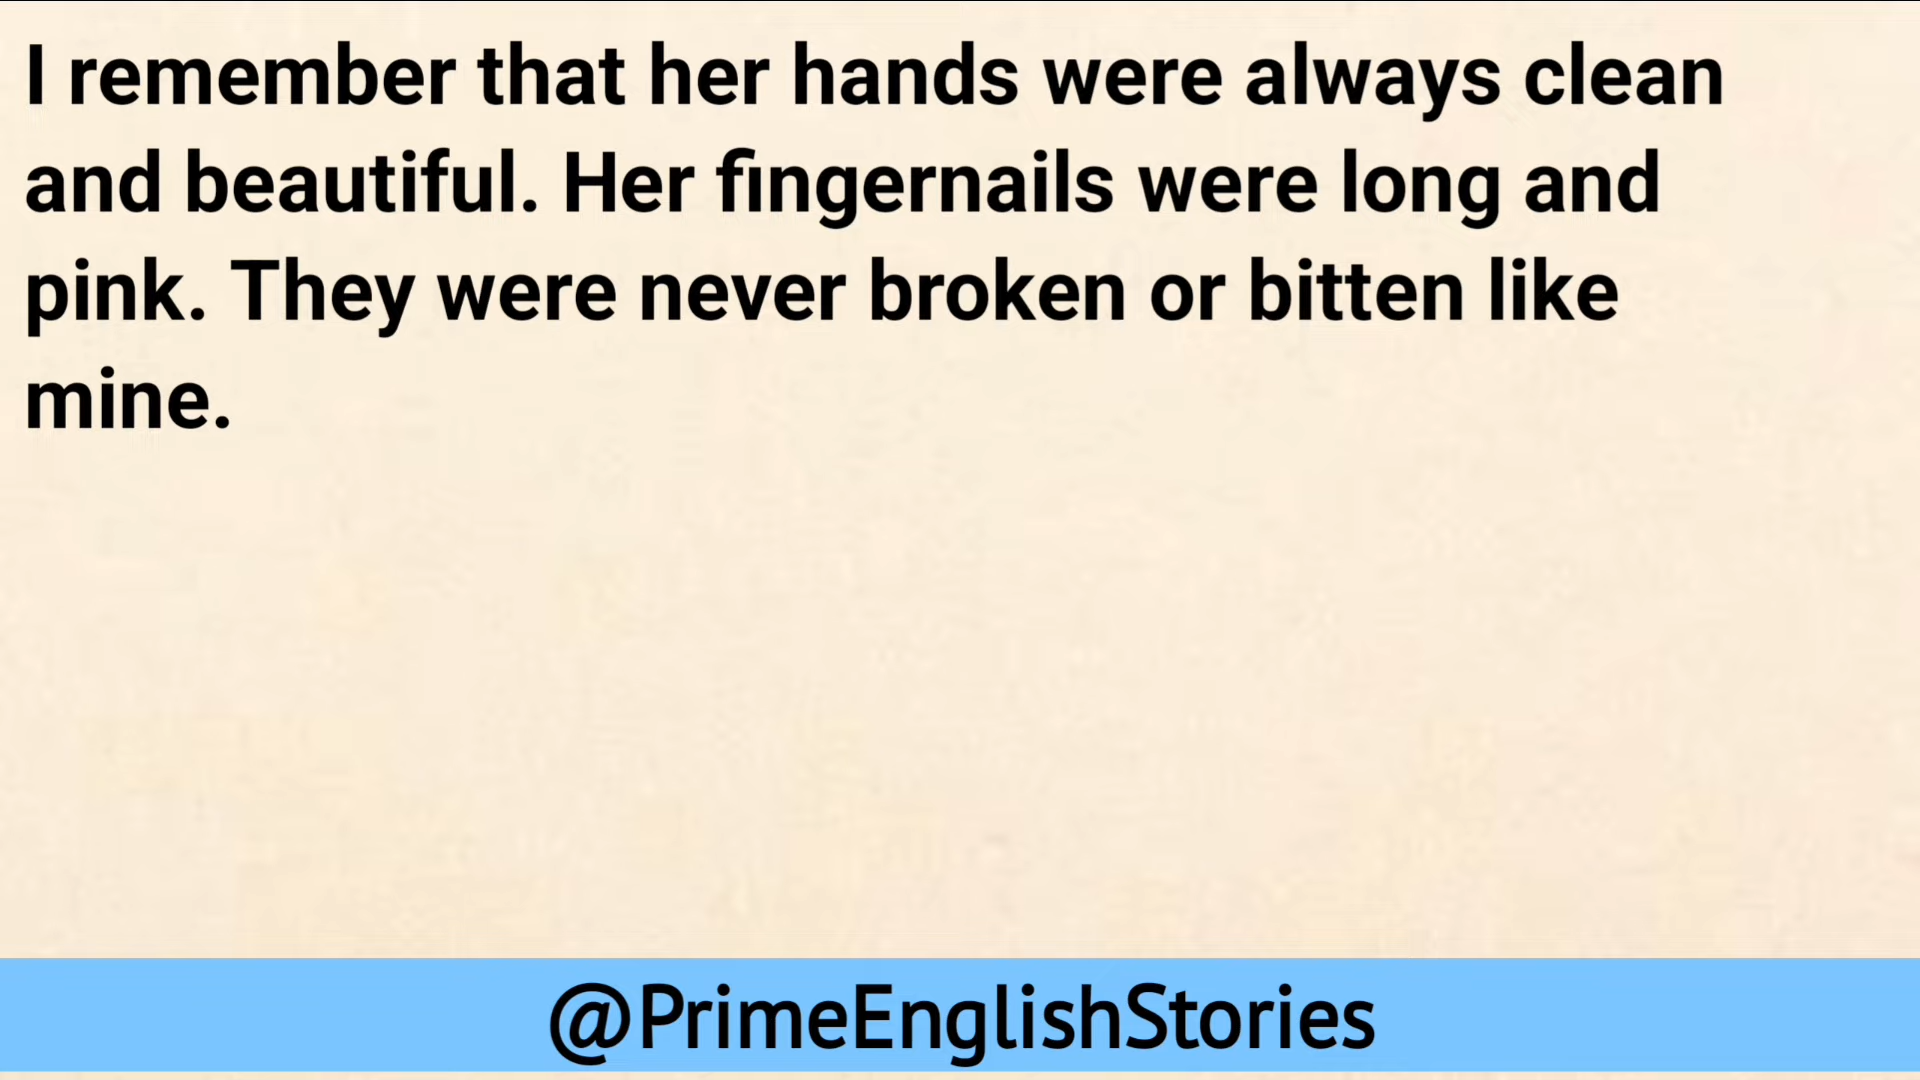 I remember that her hands were always clean
and beautiful. Her fingernails were long and
pink. They were never broken or bitten like
mine.
@PrimeEnglishStories